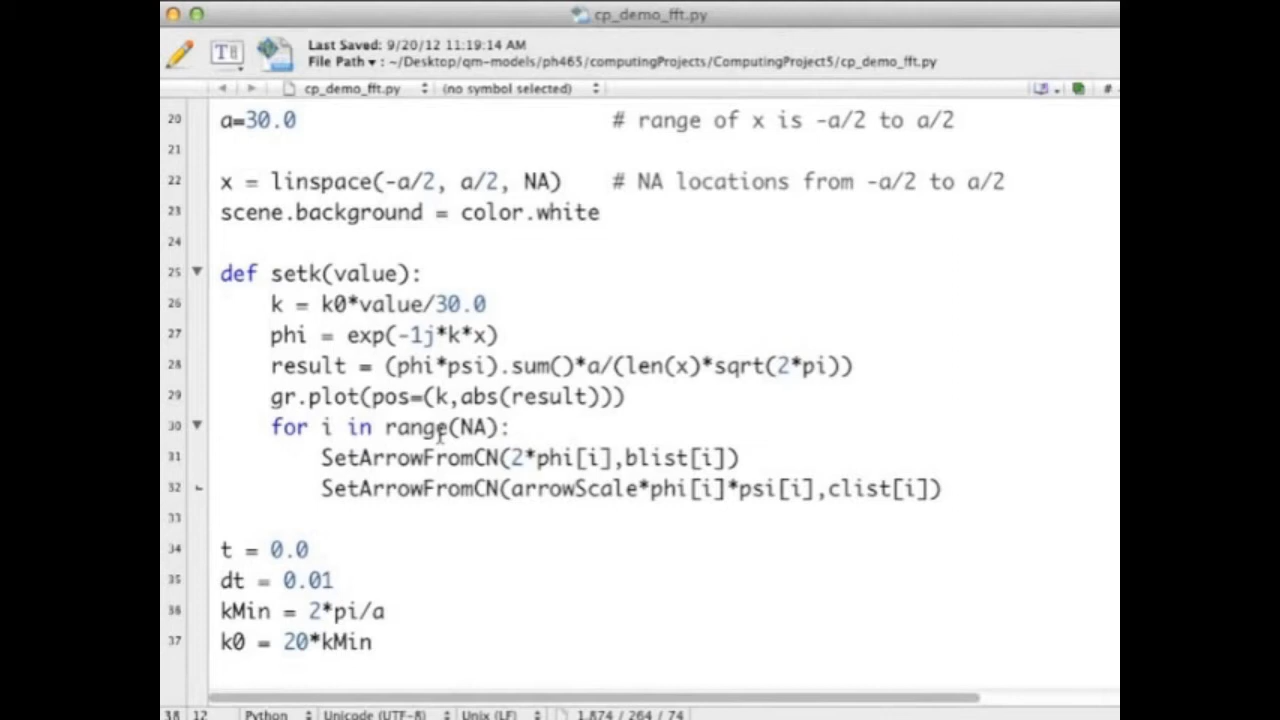 cp_demo_fft.py
Last Saved: 9/20/12 11:19:14 AM
File Path ▾ : ~/Desktop/qm-models/ph465/computingProjects/ComputingProject5/cp_demo_fft.py
cp_demo_fft.py (no symbol selected) #
20 a=30.0 # range of x is -a/2 to a/2
21
22 x = linspace(-a/2, a/2, NA) # NA locations from -a/2 to a/2
23 scene.background = color.white
24
25 def setk(value):
26 k = k0*value/30.0
27 phi = exp(-1j*k*x)
28 result = (phi*psi).sum()*a/(len(x)*sqrt(2*pi))
29 gr.plot(pos=(k,abs(result)))
30 for i in range(NA):
31 SetArrowFromCN(2*phi[i],blist[i])
32 SetArrowFromCN(arrowScale*phi[i]*psi[i],clist[i])
33
34 t = 0.0
35 dt = 0.01
36 kMin = 2*pi/a
37 k0 = 20*kMin
38 12 Python Unicode (UTF-8) Unix (LF) 1,874 / 264 / 74